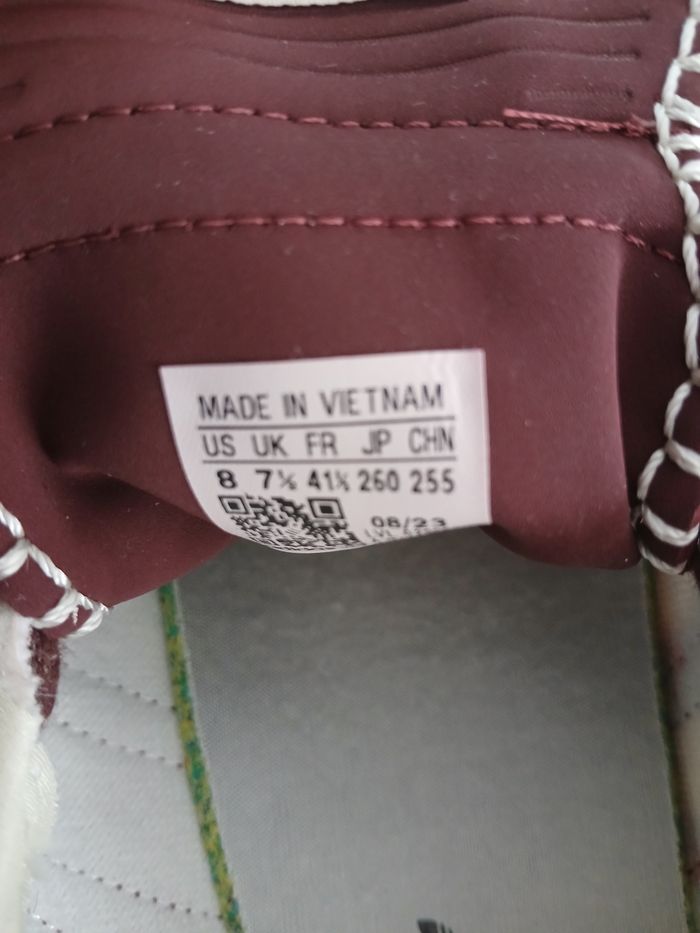 MADE IN VIETNAM
US UK FR JP CHN
8 7½ 41⅓ 260 255
08/23